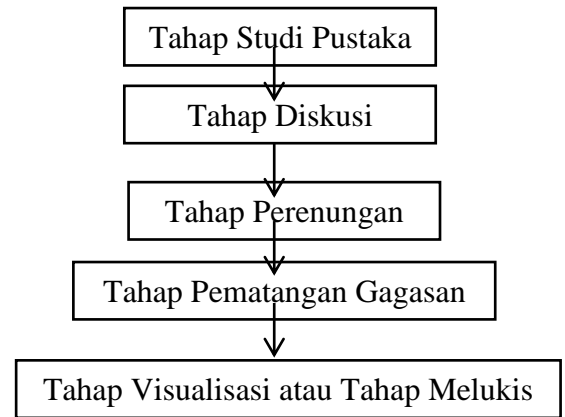 Tahap Studi Pustaka
Tahap Diskusi
Tahap Perenungan
Tahap Pematangan Gagasan
Tahap Visualisasi atau Tahap Melukis